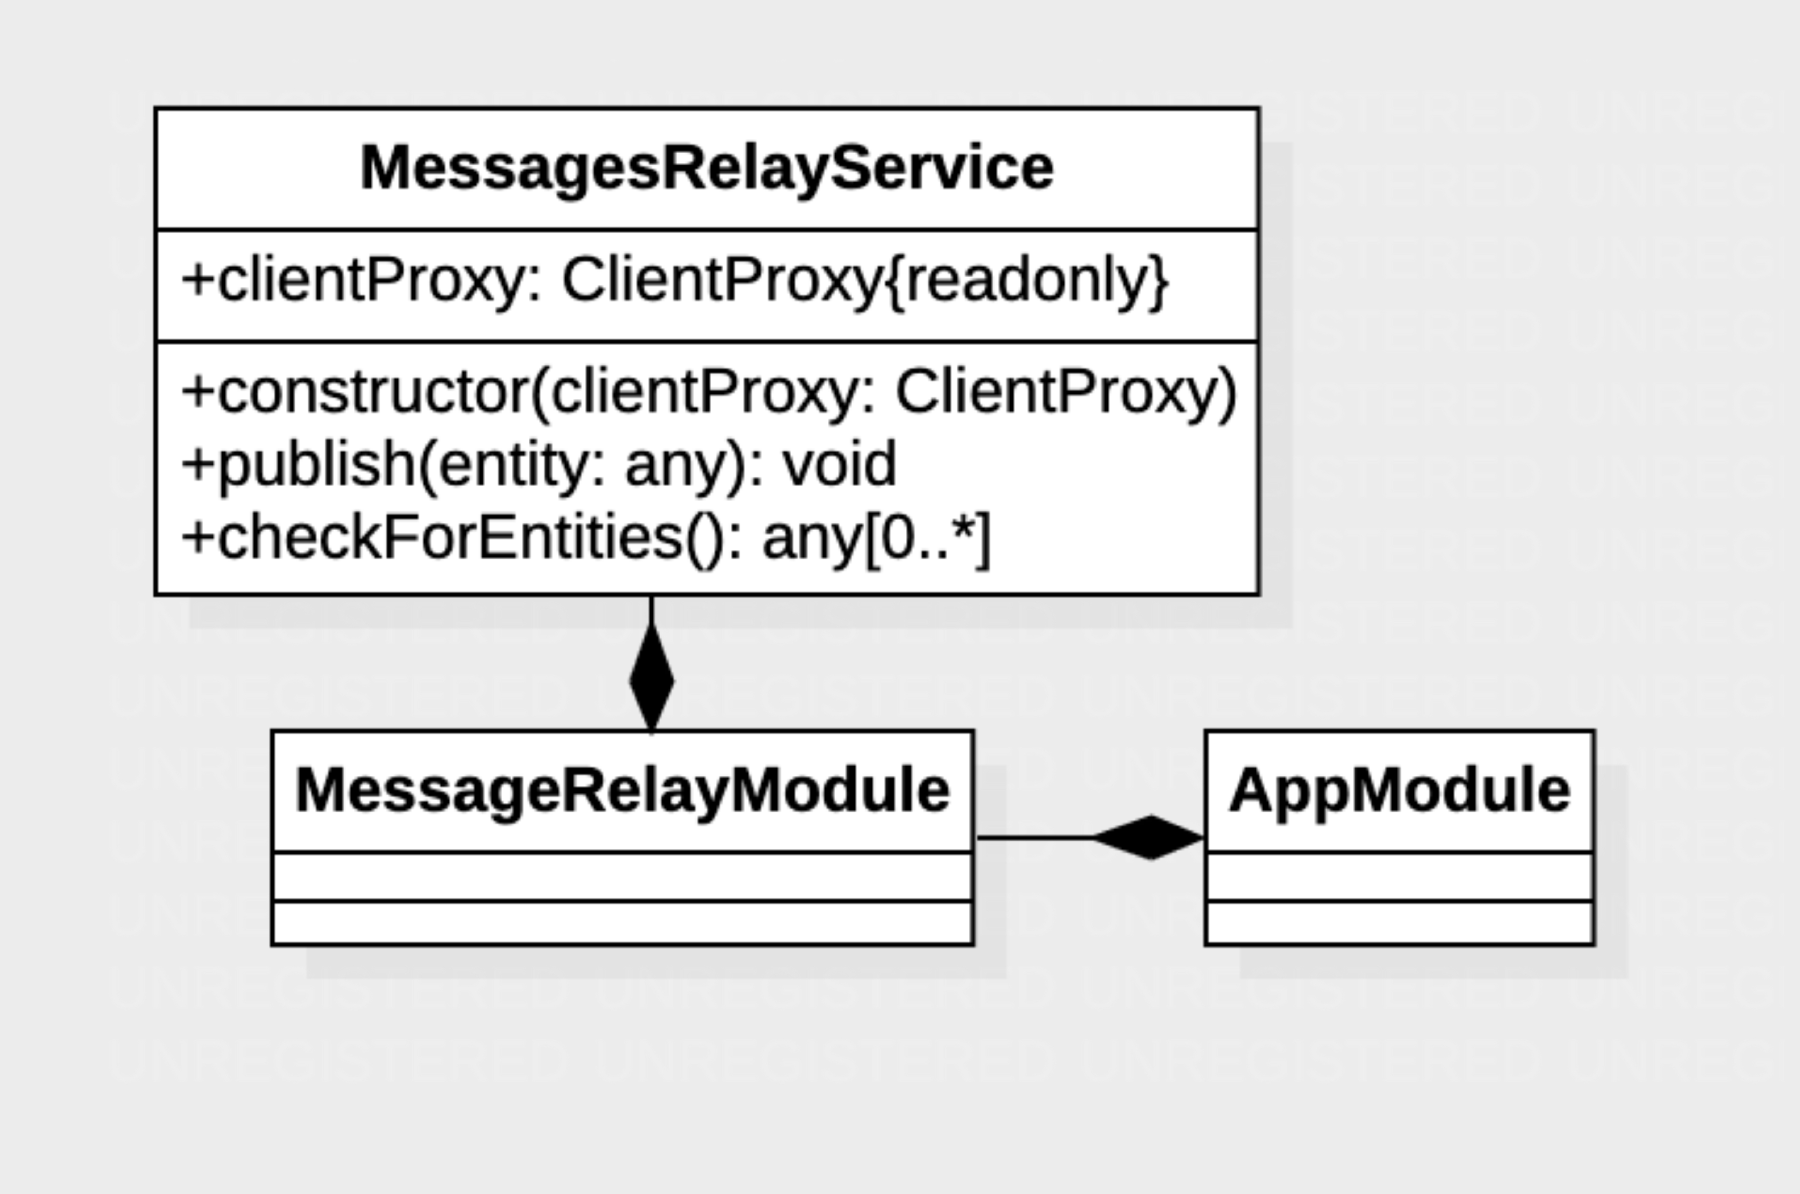 MessagesRelayService
+clientProxy: ClientProxy{readonly}
+constructor(clientProxy: ClientProxy)
+publish(entity: any): void
+checkForEntities(): any[0..*]
MessageRelayModule
AppModule